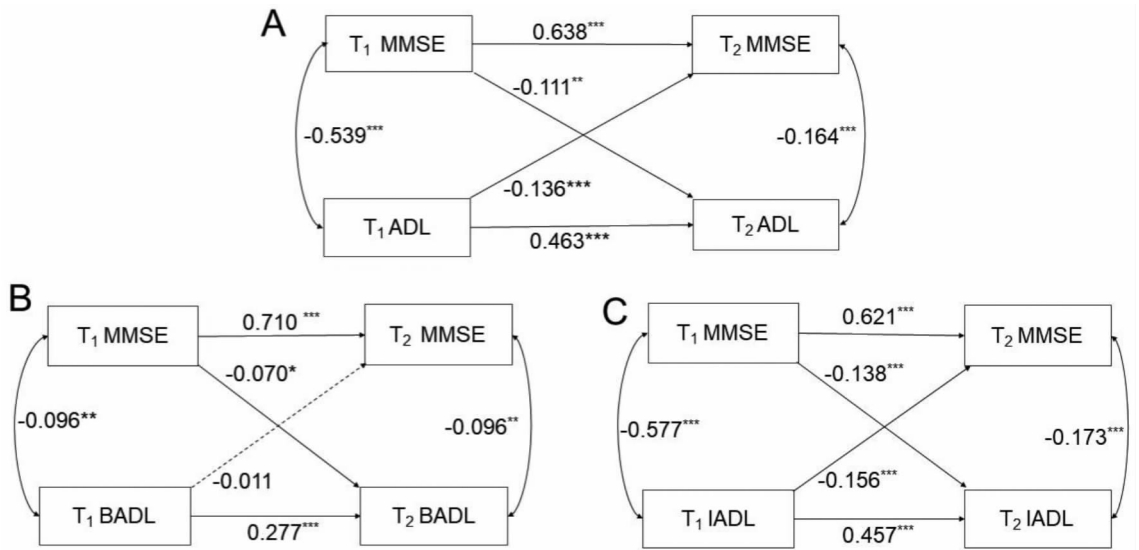 A
T₁ MMSE
0.638***
T₂ MMSE
-0.111**
-0.539***
-0.164***
-0.136***
T₁ ADL
0.463***
T₂ ADL
B
T₁ MMSE
0.710 ***
T₂ MMSE
-0.070*
-0.096**
-0.096**
-0.011
T₁ BADL
0.277***
T₂ BADL
C
T₁ MMSE
0.621***
T₂ MMSE
-0.138***
-0.577***
-0.173***
-0.156***
T₁ IADL
0.457***
T₂ IADL